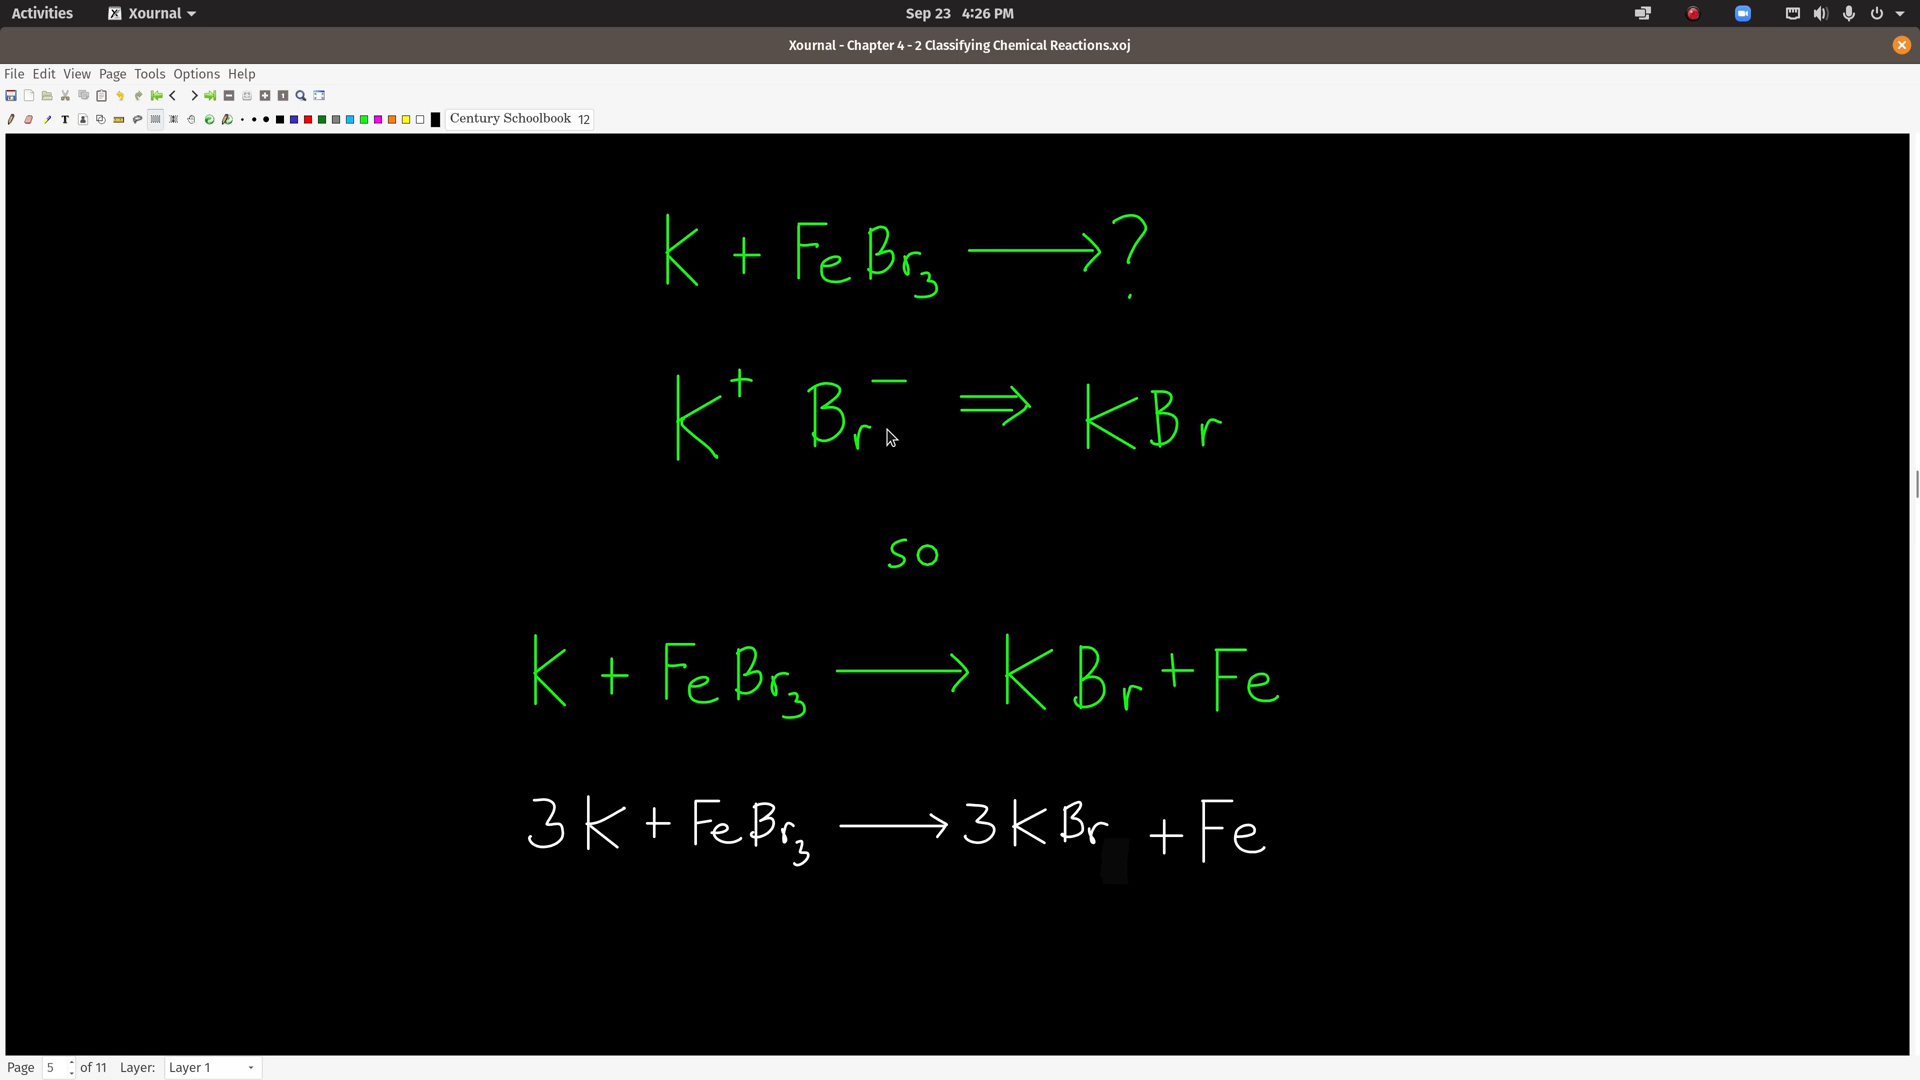 Activities Xournal Sep 23 4:26 PM
Xournal - Chapter 4 - 2 Classifying Chemical Reactions.xoj
File Edit View Page Tools Options Help
Century Schoolbook 12
K + FeBr₃ ⟶ ?
K⁺ Br⁻ ⟹ KBr
so
K + FeBr₃ ⟶ KBr + Fe
3K + FeBr₃ ⟶ 3KBr + Fe
Page 5 of 11 Layer: Layer 1